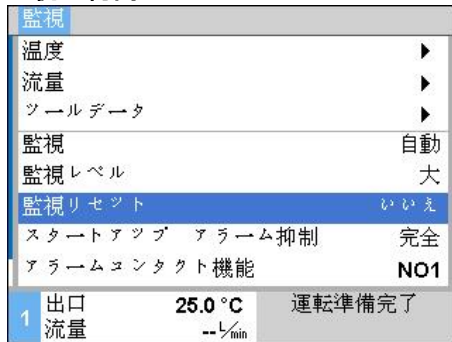 監視
温度
流量
ツールデータ
監視 自動
監視レベル 大
監視リセット いいえ
スタートアップ アラーム抑制 完全
アラームコンタクト機能 NO1
1 出口 25.0 °C 運転準備完了
流量 -- L/min